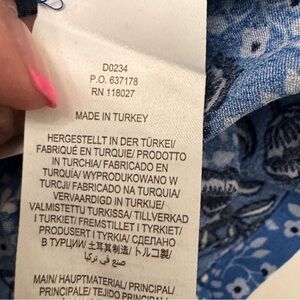 D0234
P.O. 637178
RN 118027
MADE IN TURKEY
HERGESTELLT IN DER TÜRKEI/
FABRIQUÉ EN TURQUIE/ PRODOTTO
IN TURCHIA/ FABRICADO EN
TURQUÍA/ WYPRODUKOWANO W
TURCJI/ FABRICADO NA TURQUIA/
VERVAARDIGD IN TURKIJE/
VALMISTETTU TURKISSA/ TILLVERKAD
I TURKIET/ FREMSTILLET I TYRKIET/
PRODUSERT I TYRKIA/ СДЕЛАНО
В ТУРЦИИ/ 土耳其制造/ トルコ製/
صنع في تركيا
MAIN/ HAUPTMATERIAL/ PRINCIPAL/
PRINCIPALE/ TEJIDO PRINCIPAL/